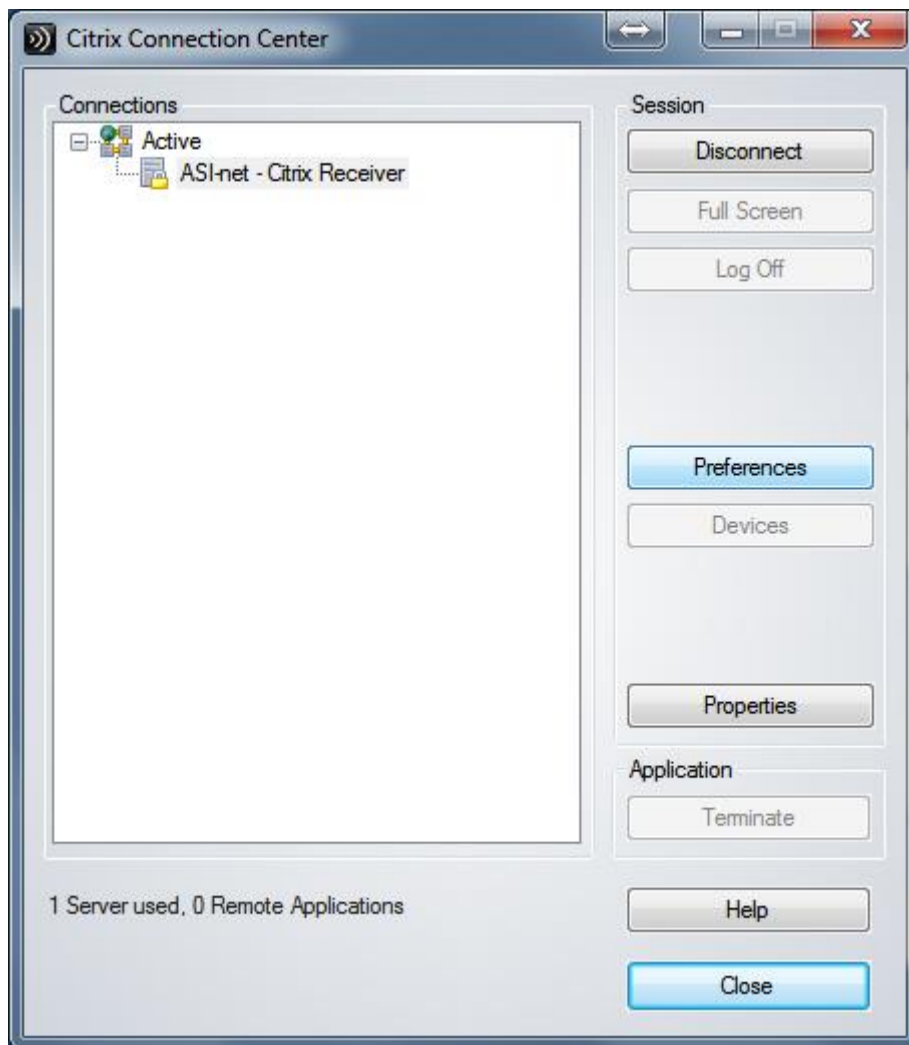 Citrix Connection Center
Connections
Active
ASI-net - Citrix Receiver
Session
Disconnect
Full Screen
Log Off
Preferences
Devices
Properties
Application
Terminate
1 Server used, 0 Remote Applications
Help
Close